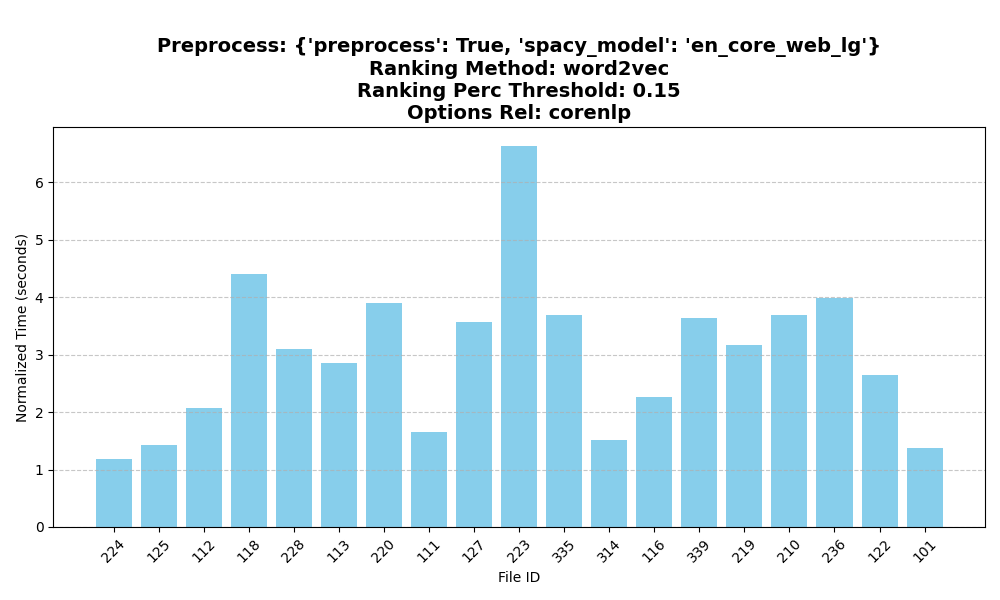 Preprocess: {'preprocess': True, 'spacy_model': 'en_core_web_lg'}
Ranking Method: word2vec
Ranking Perc Threshold: 0.15
Options Rel: corenlp
Normalized Time (seconds)
6
5
4
3
2
1
0
224 125 112 118 228 113 220 111 127 223 335 314 116 339 219 210 236 122 101
File ID